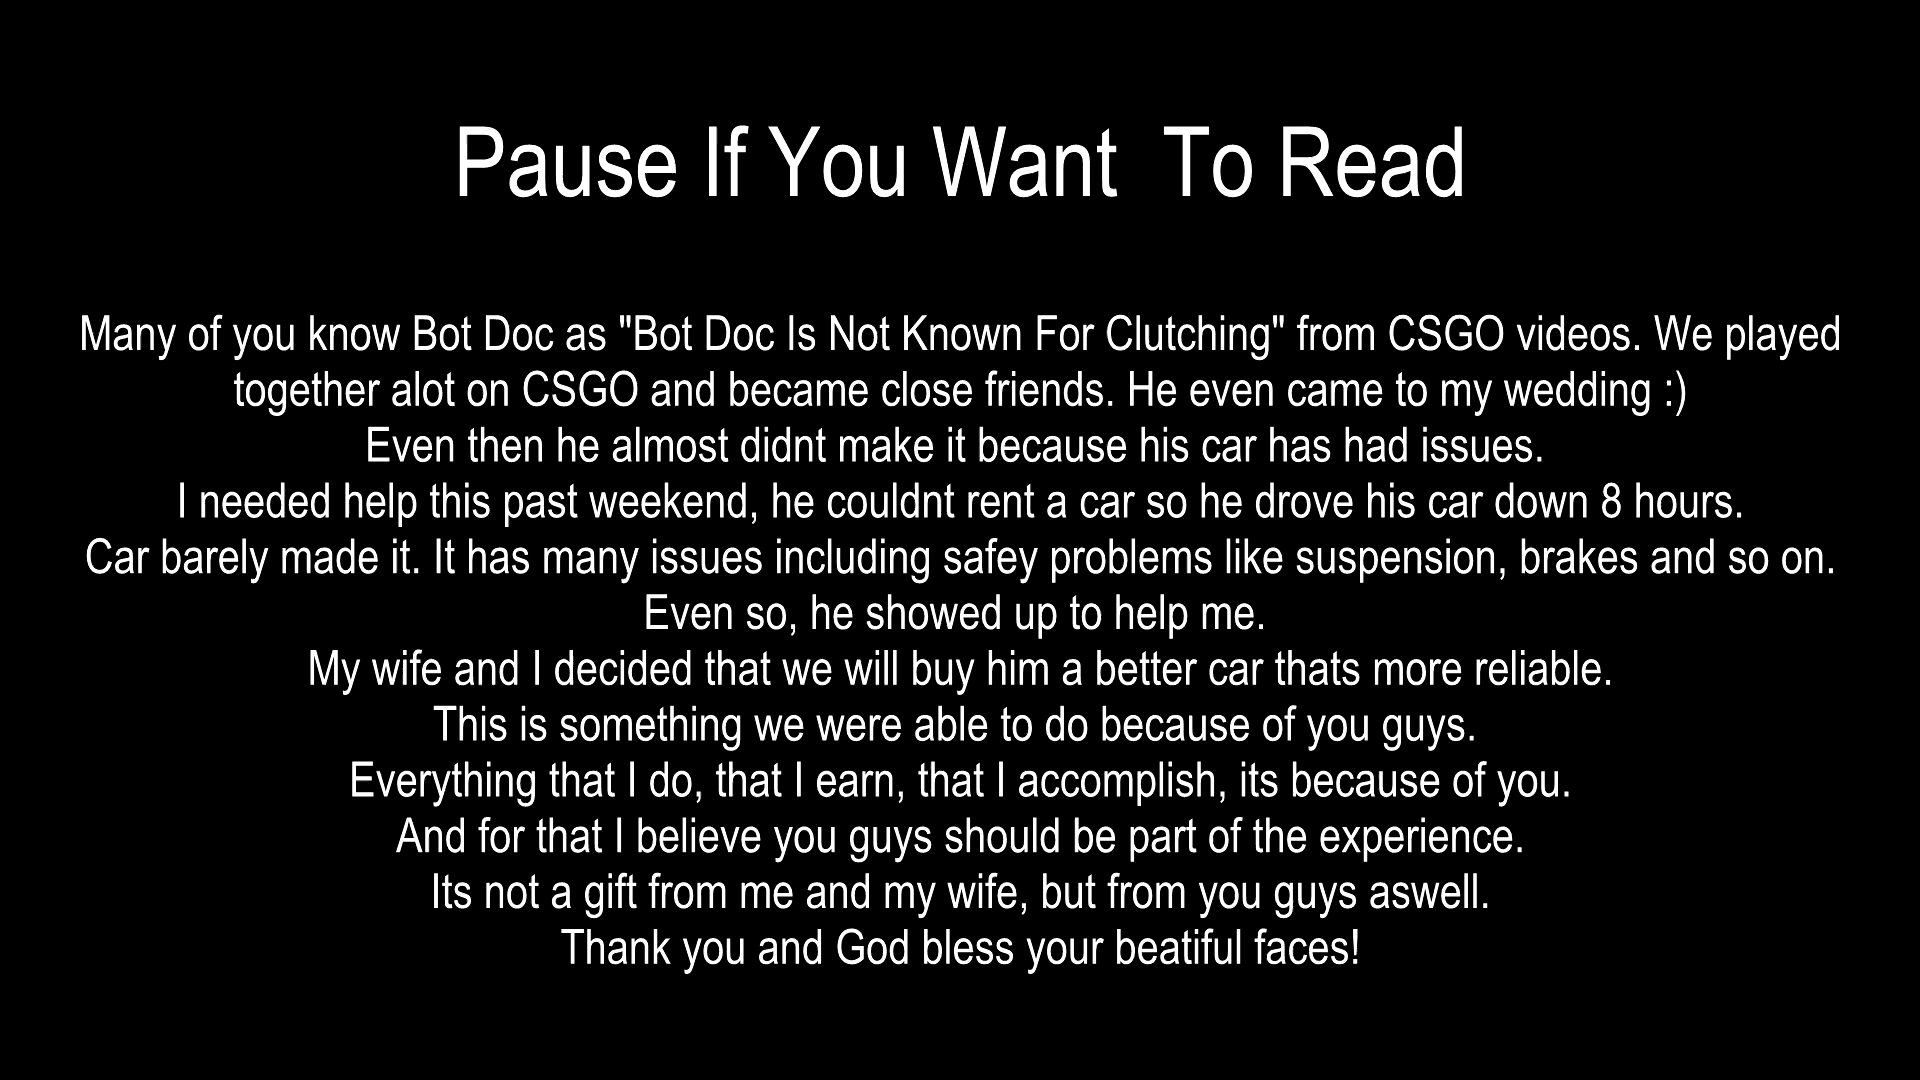 Pause If You Want  To Read
Many of you know Bot Doc as "Bot Doc Is Not Known For Clutching" from CSGO videos. We played
together alot on CSGO and became close friends. He even came to my wedding :)
Even then he almost didnt make it because his car has had issues.
I needed help this past weekend, he couldnt rent a car so he drove his car down 8 hours.
Car barely made it. It has many issues including safey problems like suspension, brakes and so on.
Even so, he showed up to help me.
My wife and I decided that we will buy him a better car thats more reliable.
This is something we were able to do because of you guys.
Everything that I do, that I earn, that I accomplish, its because of you.
And for that I believe you guys should be part of the experience.
Its not a gift from me and my wife, but from you guys aswell.
Thank you and God bless your beatiful faces!